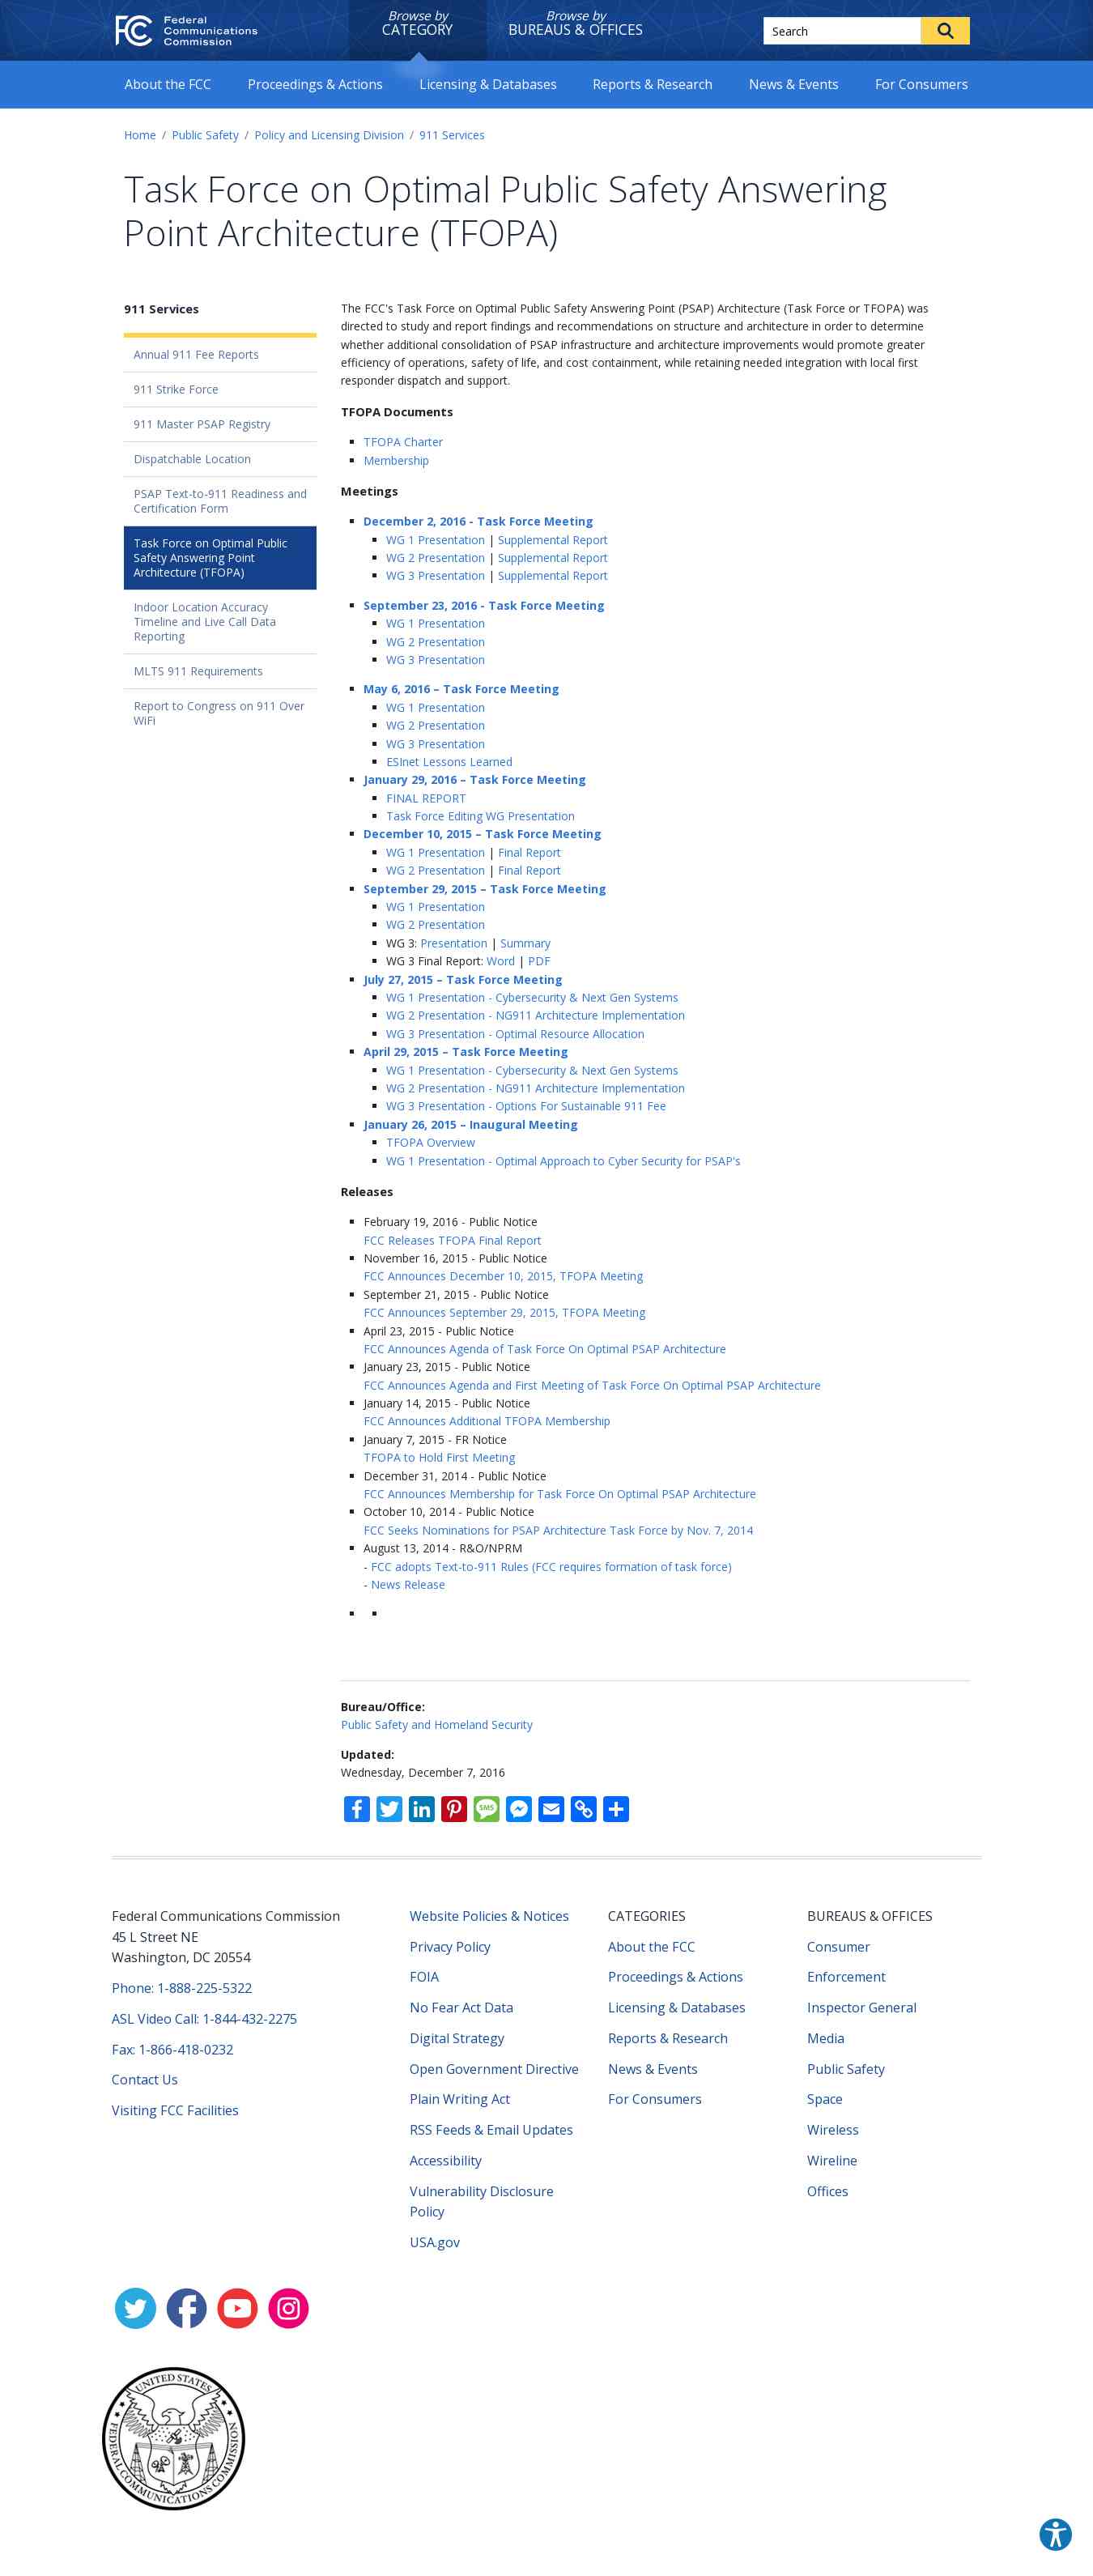 FCC Federal
Communications
Commission
Browse by
CATEGORY
Browse by
BUREAUS & OFFICES
Search
About the FCC
Proceedings & Actions
Licensing & Databases
Reports & Research
News & Events
For Consumers
Home / Public Safety / Policy and Licensing Division / 911 Services
Task Force on Optimal Public Safety Answering
Point Architecture (TFOPA)
911 Services
Annual 911 Fee Reports
911 Strike Force
911 Master PSAP Registry
Dispatchable Location
PSAP Text-to-911 Readiness and
Certification Form
Task Force on Optimal Public
Safety Answering Point
Architecture (TFOPA)
Indoor Location Accuracy
Timeline and Live Call Data
Reporting
MLTS 911 Requirements
Report to Congress on 911 Over
WiFi
The FCC's Task Force on Optimal Public Safety Answering Point (PSAP) Architecture (Task Force or TFOPA) was
directed to study and report findings and recommendations on structure and architecture in order to determine
whether additional consolidation of PSAP infrastructure and architecture improvements would promote greater
efficiency of operations, safety of life, and cost containment, while retaining needed integration with local first
responder dispatch and support.
TFOPA Documents
TFOPA Charter
Membership
Meetings
December 2, 2016 - Task Force Meeting
WG 1 Presentation | Supplemental Report
WG 2 Presentation | Supplemental Report
WG 3 Presentation | Supplemental Report
September 23, 2016 - Task Force Meeting
WG 1 Presentation
WG 2 Presentation
WG 3 Presentation
May 6, 2016 – Task Force Meeting
WG 1 Presentation
WG 2 Presentation
WG 3 Presentation
ESInet Lessons Learned
January 29, 2016 – Task Force Meeting
FINAL REPORT
Task Force Editing WG Presentation
December 10, 2015 – Task Force Meeting
WG 1 Presentation | Final Report
WG 2 Presentation | Final Report
September 29, 2015 – Task Force Meeting
WG 1 Presentation
WG 2 Presentation
WG 3: Presentation | Summary
WG 3 Final Report: Word | PDF
July 27, 2015 – Task Force Meeting
WG 1 Presentation - Cybersecurity & Next Gen Systems
WG 2 Presentation - NG911 Architecture Implementation
WG 3 Presentation - Optimal Resource Allocation
April 29, 2015 – Task Force Meeting
WG 1 Presentation - Cybersecurity & Next Gen Systems
WG 2 Presentation - NG911 Architecture Implementation
WG 3 Presentation - Options For Sustainable 911 Fee
January 26, 2015 – Inaugural Meeting
TFOPA Overview
WG 1 Presentation - Optimal Approach to Cyber Security for PSAP's
Releases
February 19, 2016 - Public Notice
FCC Releases TFOPA Final Report
November 16, 2015 - Public Notice
FCC Announces December 10, 2015, TFOPA Meeting
September 21, 2015 - Public Notice
FCC Announces September 29, 2015, TFOPA Meeting
April 23, 2015 - Public Notice
FCC Announces Agenda of Task Force On Optimal PSAP Architecture
January 23, 2015 - Public Notice
FCC Announces Agenda and First Meeting of Task Force On Optimal PSAP Architecture
January 14, 2015 - Public Notice
FCC Announces Additional TFOPA Membership
January 7, 2015 - FR Notice
TFOPA to Hold First Meeting
December 31, 2014 - Public Notice
FCC Announces Membership for Task Force On Optimal PSAP Architecture
October 10, 2014 - Public Notice
FCC Seeks Nominations for PSAP Architecture Task Force by Nov. 7, 2014
August 13, 2014 - R&O/NPRM
- FCC adopts Text-to-911 Rules (FCC requires formation of task force)
- News Release
Bureau/Office:
Public Safety and Homeland Security
Updated:
Wednesday, December 7, 2016
SMS
Federal Communications Commission
45 L Street NE
Washington, DC 20554
Phone: 1-888-225-5322
ASL Video Call: 1-844-432-2275
Fax: 1-866-418-0232
Contact Us
Visiting FCC Facilities
Website Policies & Notices
Privacy Policy
FOIA
No Fear Act Data
Digital Strategy
Open Government Directive
Plain Writing Act
RSS Feeds & Email Updates
Accessibility
Vulnerability Disclosure
Policy
USA.gov
CATEGORIES
About the FCC
Proceedings & Actions
Licensing & Databases
Reports & Research
News & Events
For Consumers
BUREAUS & OFFICES
Consumer
Enforcement
Inspector General
Media
Public Safety
Space
Wireless
Wireline
Offices
UNITED STATES
FEDERAL COMMUNICATIONS COMMISSION